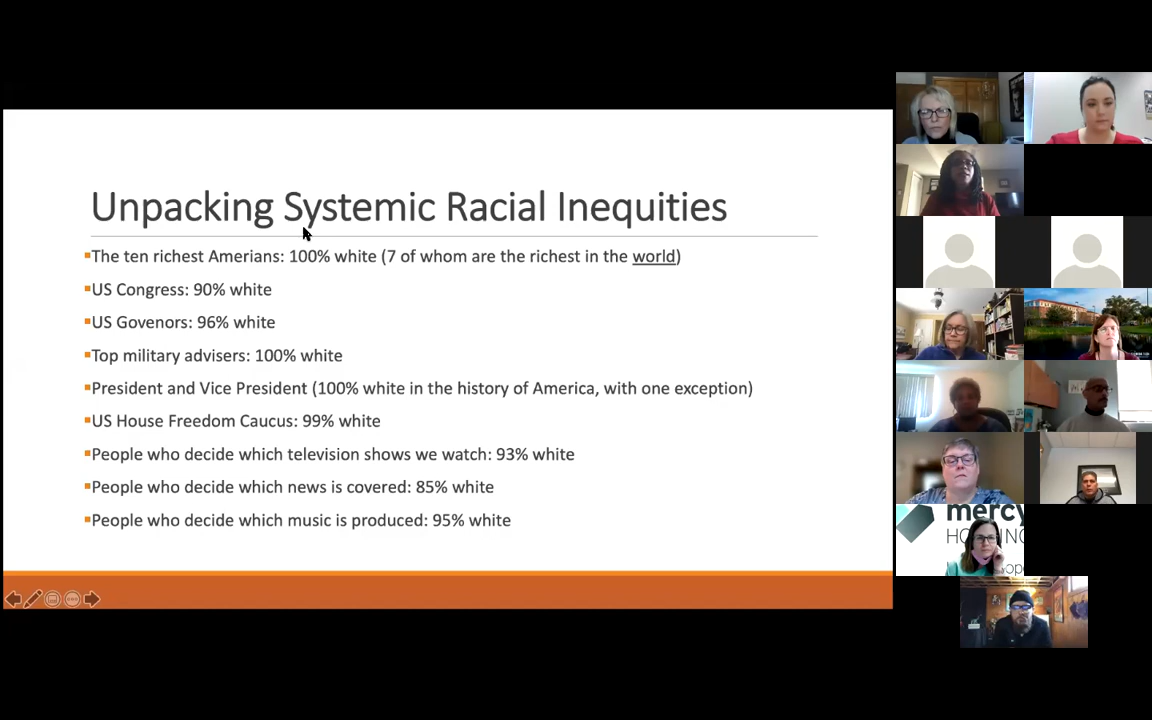 Unpacking Systemic Racial Inequities
▪The ten richest Amerians: 100% white (7 of whom are the richest in the world)
▪US Congress: 90% white
▪US Govenors: 96% white
▪Top military advisers: 100% white
▪President and Vice President (100% white in the history of America, with one exception)
▪US House Freedom Caucus: 99% white
▪People who decide which television shows we watch: 93% white
▪People who decide which news is covered: 85% white
▪People who decide which music is produced: 95% white
mercy
HOUSING